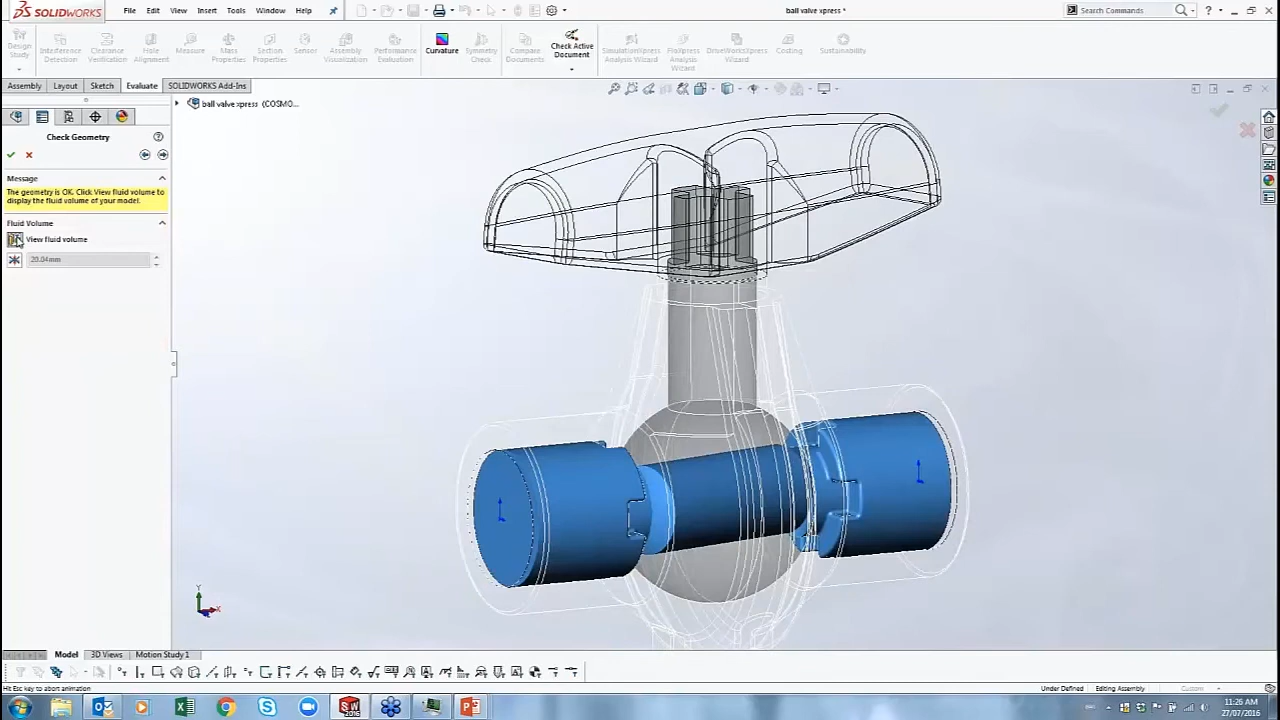 SOLIDWORKS File Edit View Insert Tools Window Help ball valve xpress * Search Commands
Design Study Interference Detection Clearance Verification Hole Alignment Measure Mass Properties Section Properties Sensor Assembly Visualization Performance Evaluation Curvature Symmetry Check Compare Documents Check Active Document SimulationXpress Analysis Wizard FloXpress Analysis Wizard DriveWorksXpress Wizard Costing Sustainability
Assembly Layout Sketch Evaluate SOLIDWORKS Add-Ins
ball valve xpress (COSMO...
Check Geometry
Message
The geometry is OK. Click View fluid volume to
display the fluid volume of your model.
Fluid Volume
View fluid volume
20.04mm
Y
X
Model 3D Views Motion Study 1
Hit Esc key to abort animation Under Defined Editing Assembly Custom
11:26 AM
27/07/2016